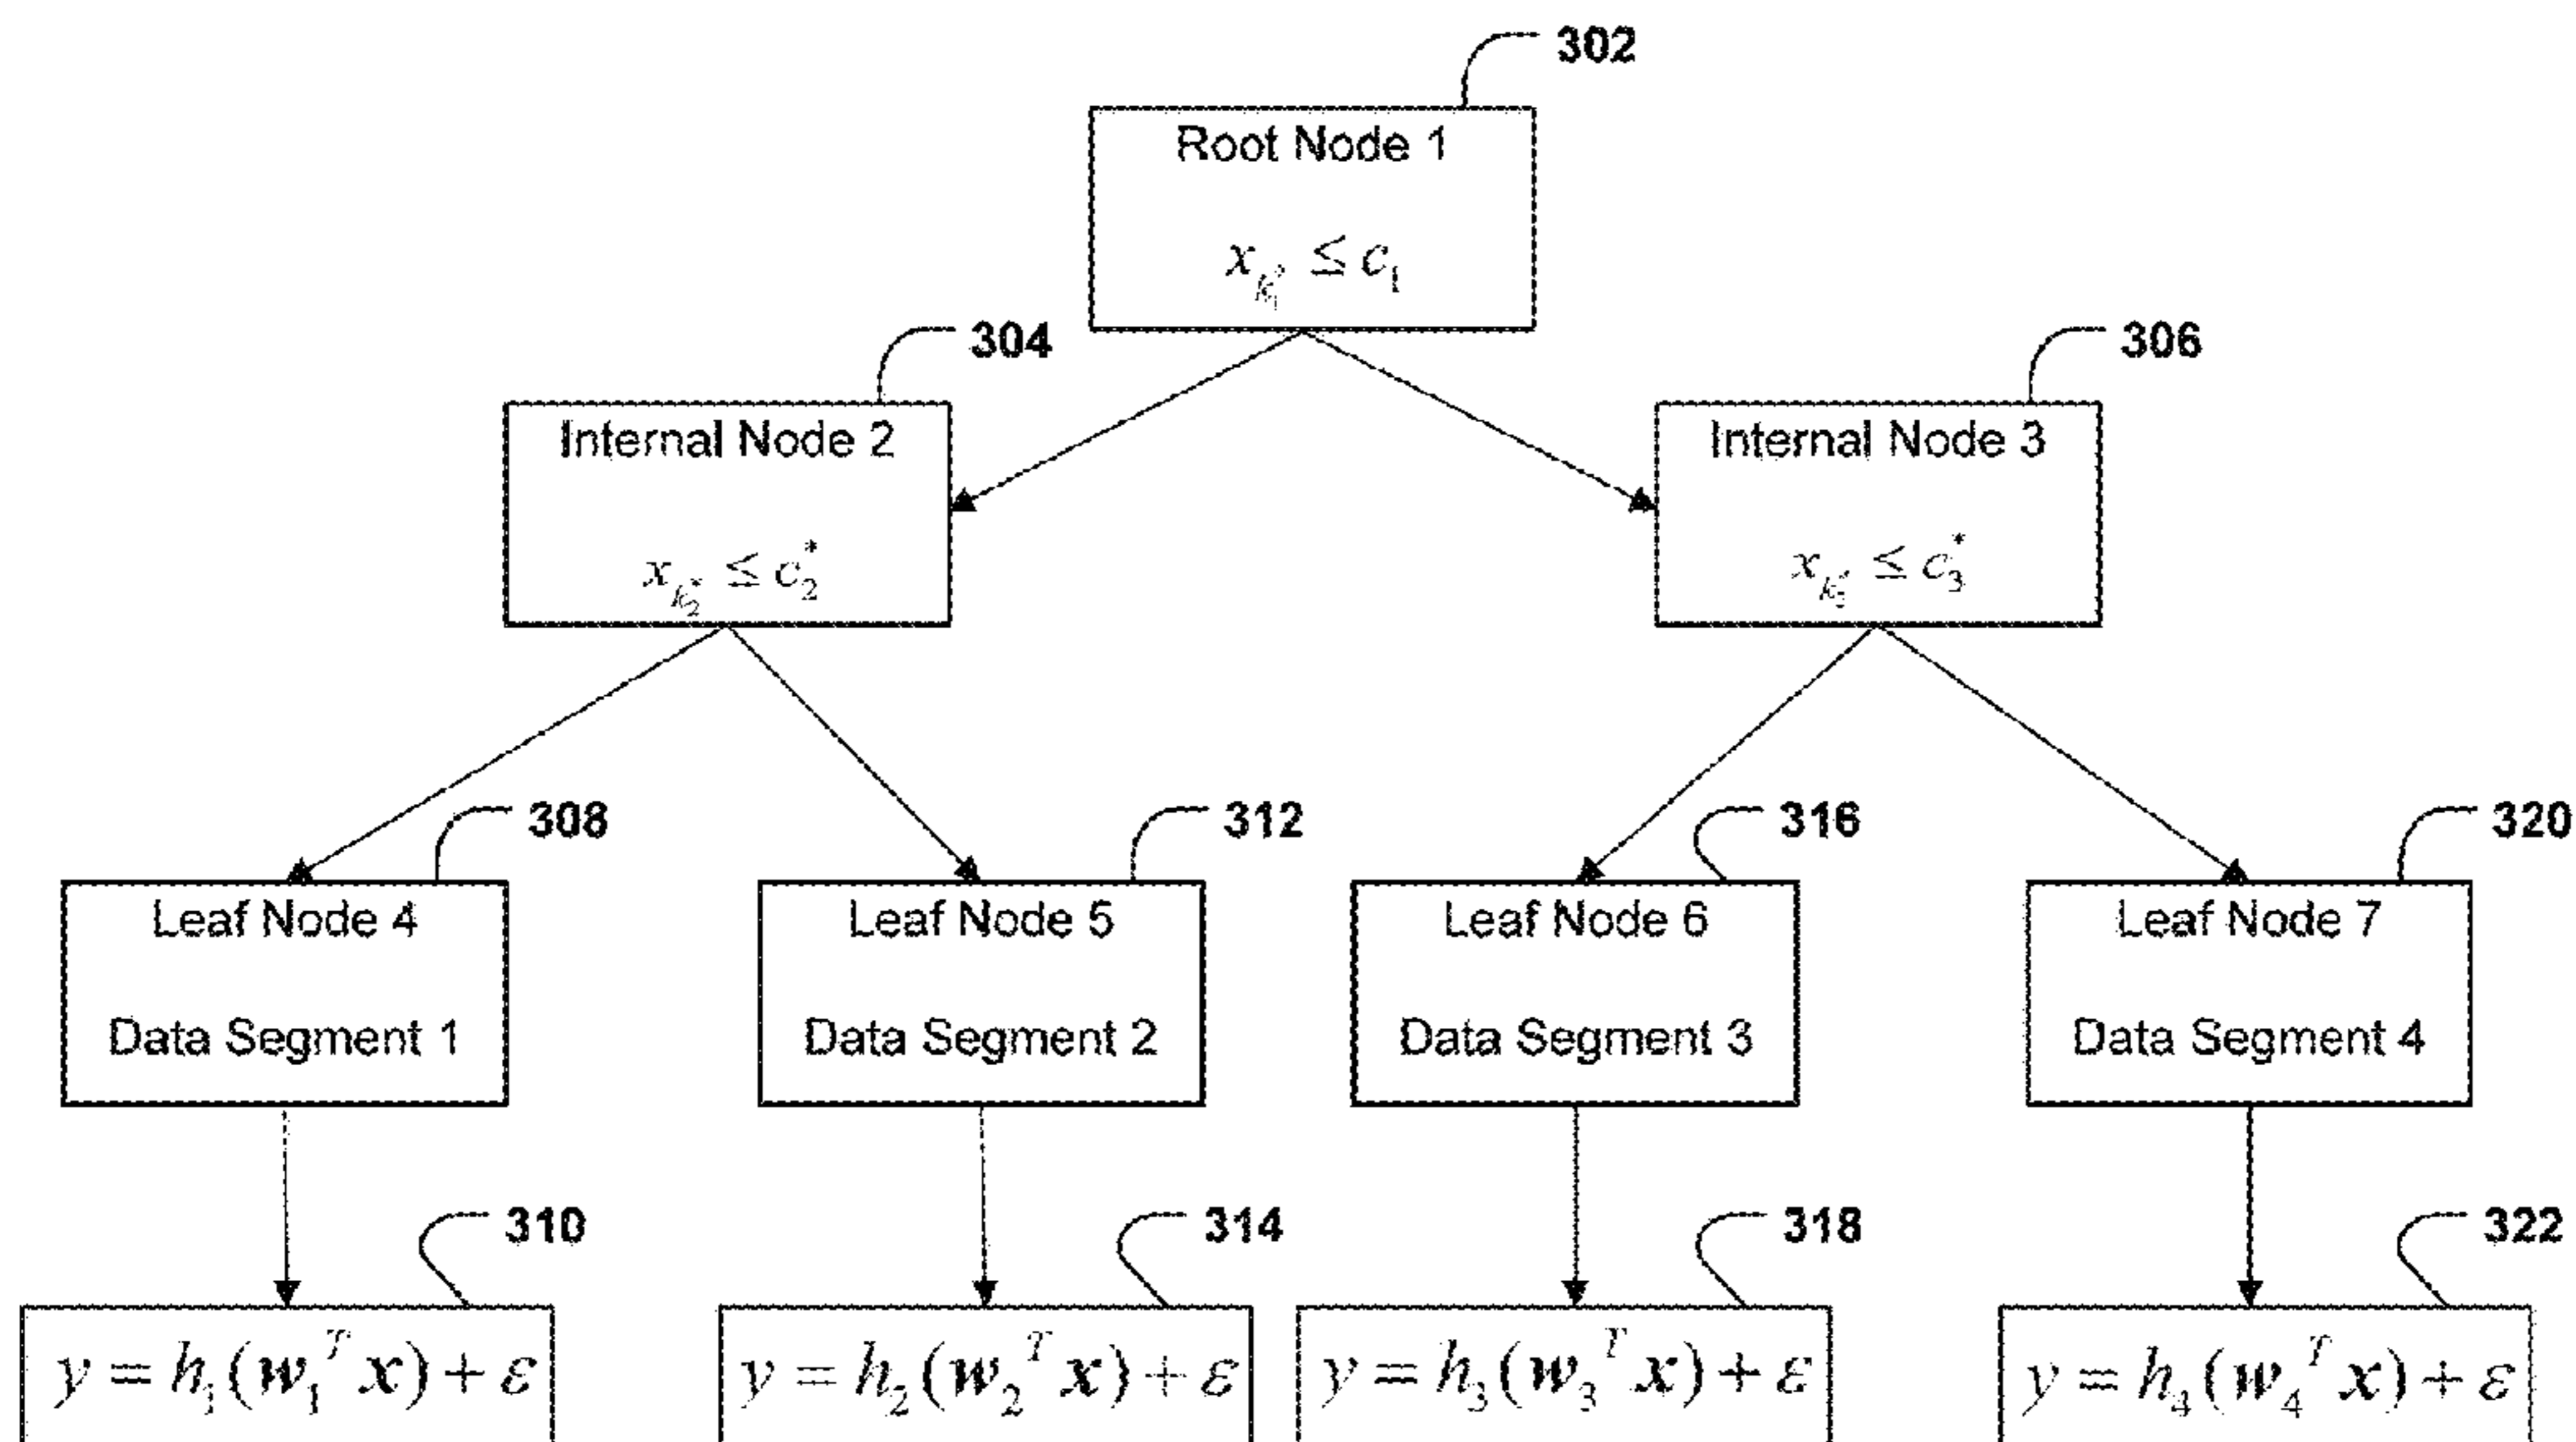 302
Root Node 1
x_{k_1^*} ≤ c_1
304
306
Internal Node 2
Internal Node 3
x_{k_2^*} ≤ c_2^*
x_{k_3^*} ≤ c_3^*
308
312
316
320
Leaf Node 4
Leaf Node 5
Leaf Node 6
Leaf Node 7
Data Segment 1
Data Segment 2
Data Segment 3
Data Segment 4
310
314
318
322
y = h_1(w_1^T x) + ε
y = h_2(w_2^T x) + ε
y = h_3(w_3^T x) + ε
y = h_4(w_4^T x) + ε